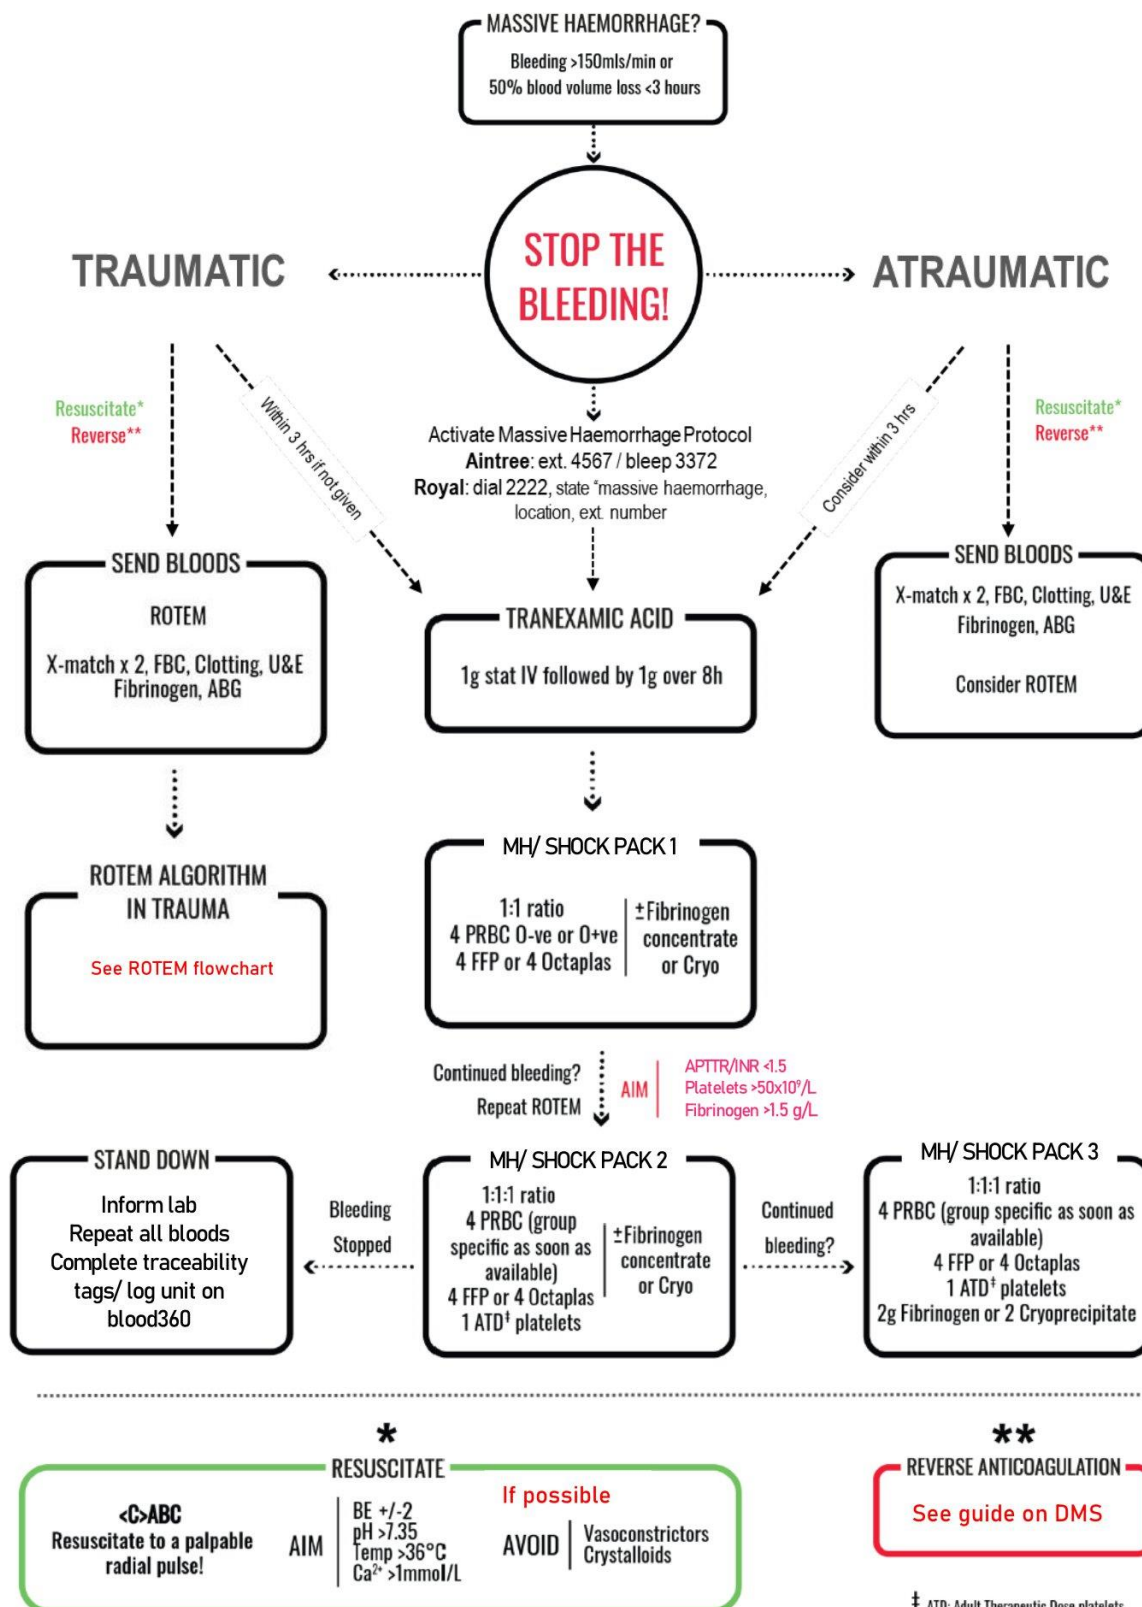 MASSIVE HAEMORRHAGE?
Bleeding >150mls/min or
50% blood volume loss <3 hours
STOP THE
BLEEDING!
TRAUMATIC
ATRAUMATIC
Resuscitate*
Reverse**
Within 3 hrs if not given
Activate Massive Haemorrhage Protocol
Aintree: ext. 4567 / bleep 3372
Royal: dial 2222, state "massive haemorrhage,
location, ext. number
Consider within 3 hrs
Resuscitate*
Reverse**
SEND BLOODS
ROTEM
X-match x 2, FBC, Clotting, U&E
Fibrinogen, ABG
TRANEXAMIC ACID
1g stat IV followed by 1g over 8h
SEND BLOODS
X-match x 2, FBC, Clotting, U&E
Fibrinogen, ABG
Consider ROTEM
ROTEM ALGORITHM
IN TRAUMA
See ROTEM flowchart
MH/ SHOCK PACK 1
1:1 ratio
4 PRBC O-ve or O+ve
4 FFP or 4 Octaplas
±Fibrinogen
concentrate
or Cryo
Continued bleeding?
Repeat ROTEM
AIM
APTTR/INR <1.5
Platelets >50x10⁹/L
Fibrinogen >1.5 g/L
STAND DOWN
Inform lab
Repeat all bloods
Complete traceability
tags/ log unit on
blood360
Bleeding
Stopped
MH/ SHOCK PACK 2
1:1:1 ratio
4 PRBC (group
specific as soon as
available)
4 FFP or 4 Octaplas
1 ATD‡ platelets
±Fibrinogen
concentrate
or Cryo
Continued
bleeding?
MH/ SHOCK PACK 3
1:1:1 ratio
4 PRBC (group specific as soon as
available)
4 FFP or 4 Octaplas
1 ATD‡ platelets
2g Fibrinogen or 2 Cryoprecipitate
*
RESUSCITATE
<C>ABC
Resuscitate to a palpable
radial pulse!
AIM
BE +/-2
pH >7.35
Temp >36°C
Ca²⁺ >1mmol/L
If possible
AVOID
Vasoconstrictors
Crystalloids
**
REVERSE ANTICOAGULATION
See guide on DMS
‡ ATD: Adult Therapeutic Dose platelets